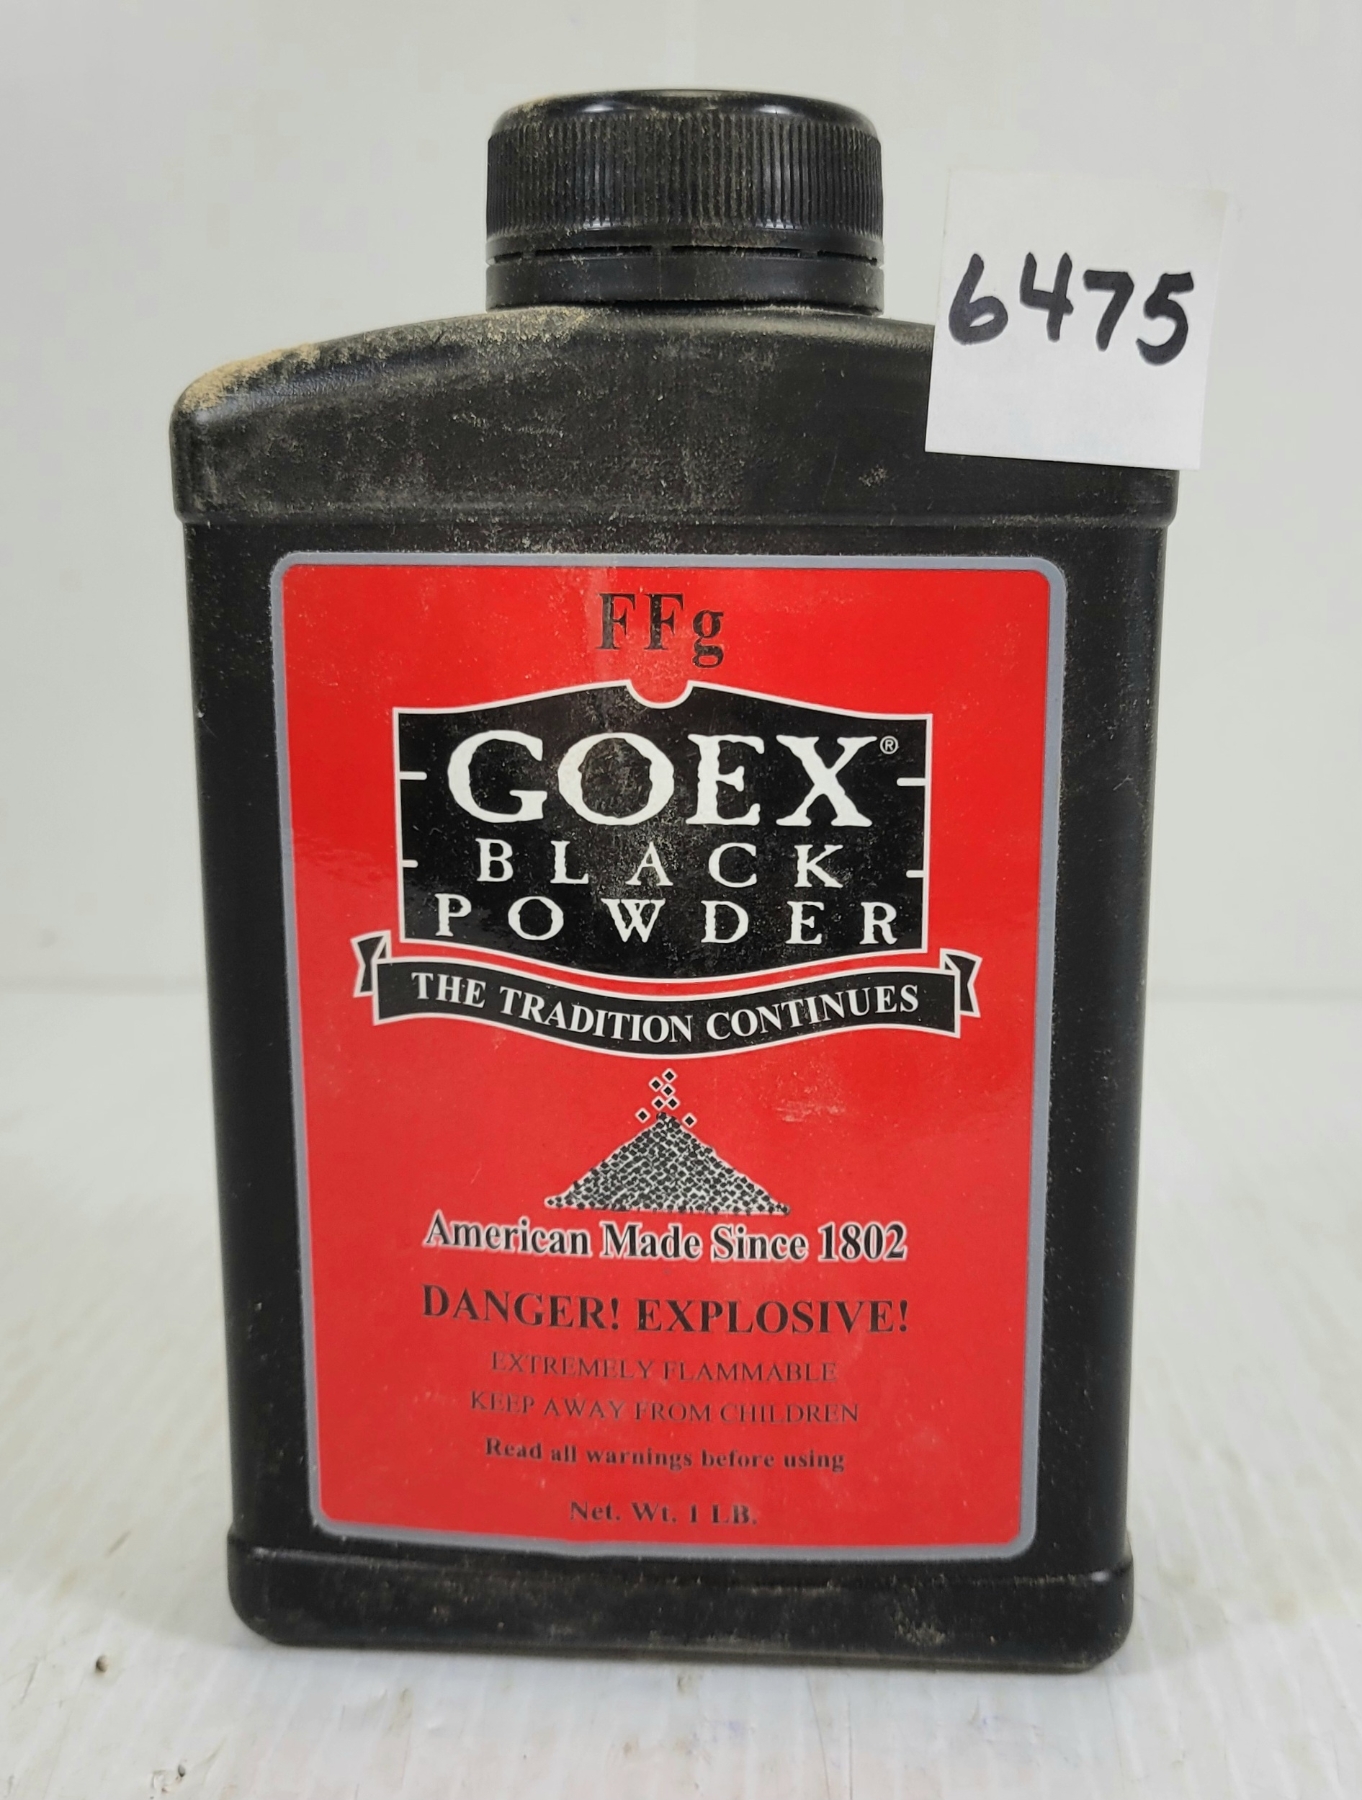 6475
FFg
GOEX®
BLACK
POWDER
THE TRADITION CONTINUES
American Made Since 1802
DANGER! EXPLOSIVE!
EXTREMELY FLAMMABLE
KEEP AWAY FROM CHILDREN
Read all warnings before using
Net. Wt. 1 LB.